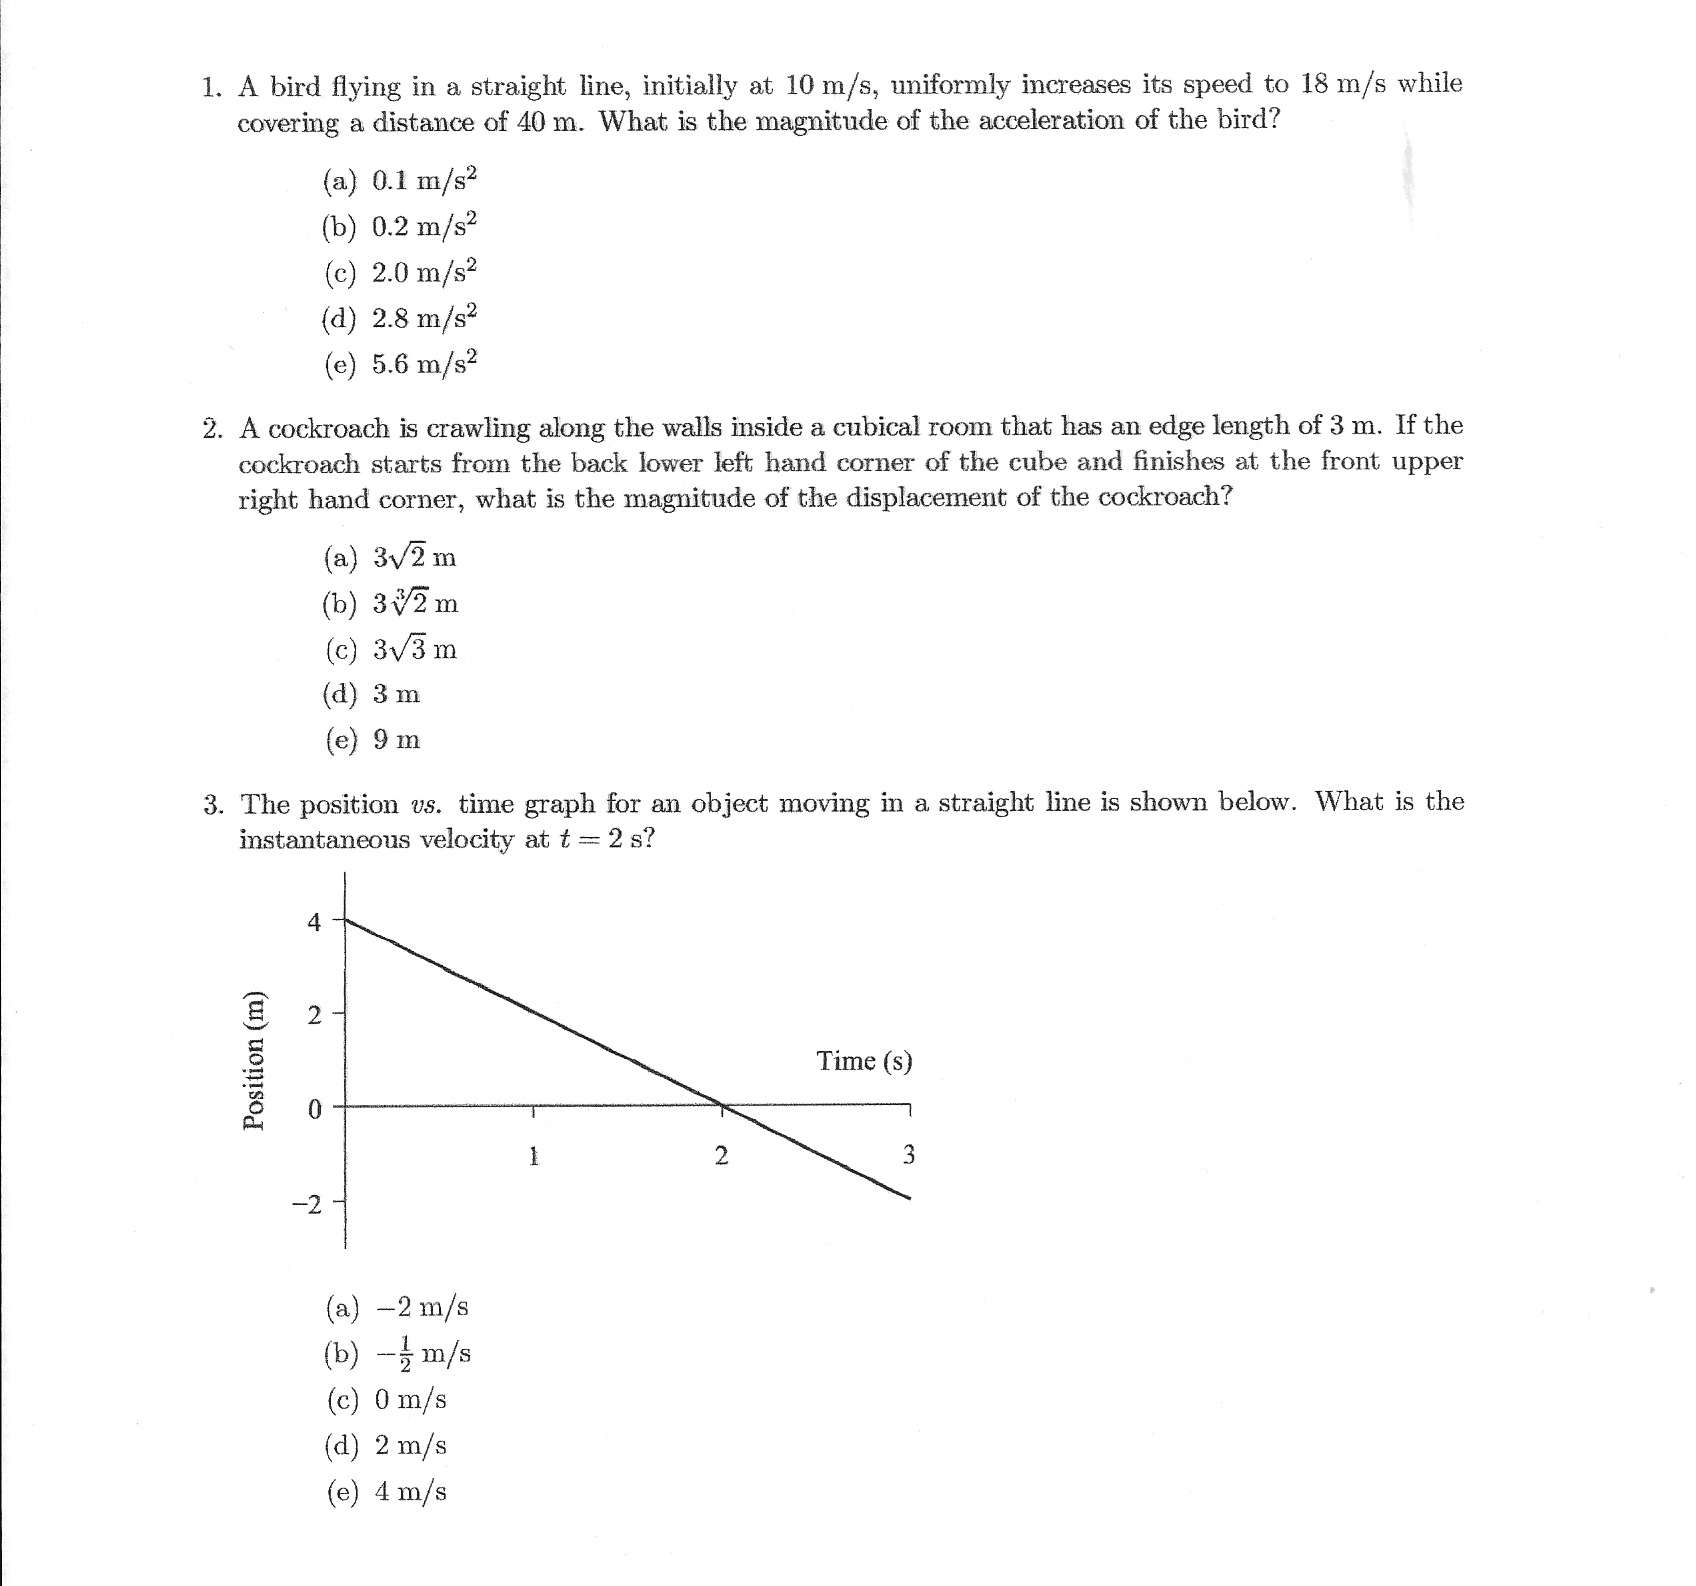 1. A bird flying in a straight line, initially at 10 m/s, uniformly increases its speed to 18 m/s while
covering a distance of 40 m. What is the magnitude of the acceleration of the bird?
(a) 0.1 m/s²
(b) 0.2 m/s²
(c) 2.0 m/s²
(d) 2.8 m/s²
(e) 5.6 m/s²
2. A cockroach is crawling along the walls inside a cubical room that has an edge length of 3 m. If the
cockroach starts from the back lower left hand corner of the cube and finishes at the front upper
right hand corner, what is the magnitude of the displacement of the cockroach?
(a) 3√2 m
(b) 3∛2 m
(c) 3√3 m
(d) 3 m
(e) 9 m
3. The position vs. time graph for an object moving in a straight line is shown below. What is the
instantaneous velocity at t = 2 s?
4
2
0
−2
Position (m)
Time (s)
1 2 3
(a) −2 m/s
(b) −½ m/s
(c) 0 m/s
(d) 2 m/s
(e) 4 m/s